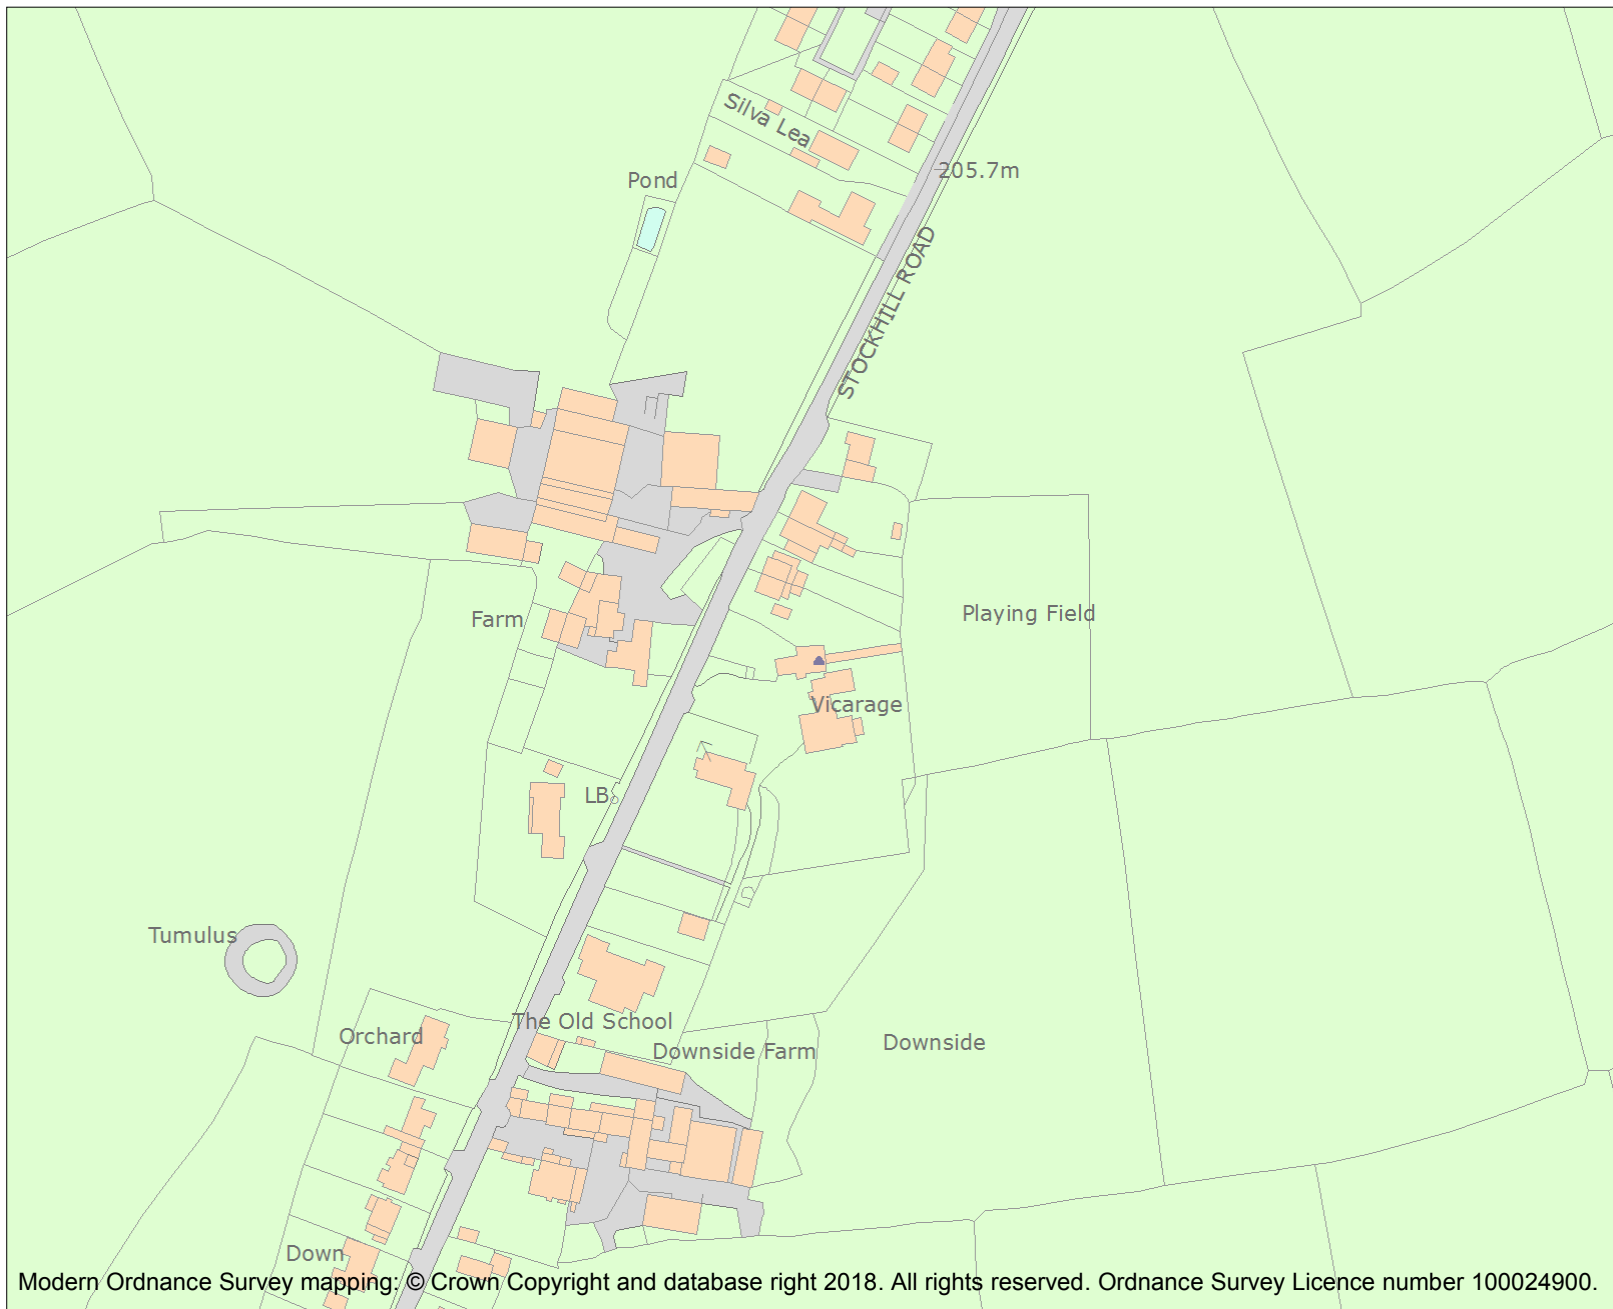 Silva Lea
205.7m
Pond
STOCKHILL ROAD
Farm
Playing Field
Vicarage
LB
Tumulus
The Old School
Orchard
Downside Farm
Downside
Down
Modern Ordnance Survey mapping: © Crown Copyright and database right 2018. All rights reserved. Ordnance Survey Licence number 100024900.